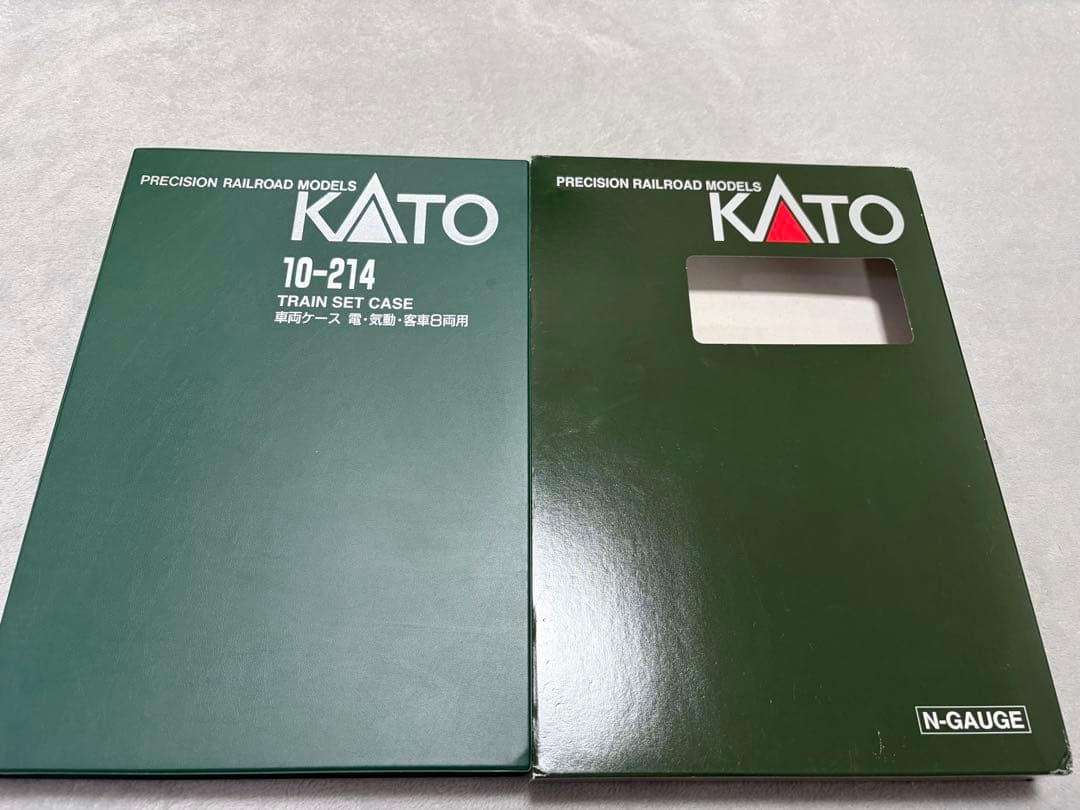 PRECISION RAILROAD MODELS
KATO
10-214
TRAIN SET CASE
車両ケース 電・気動・客車8両用
PRECISION RAILROAD MODELS
KATO
N-GAUGE